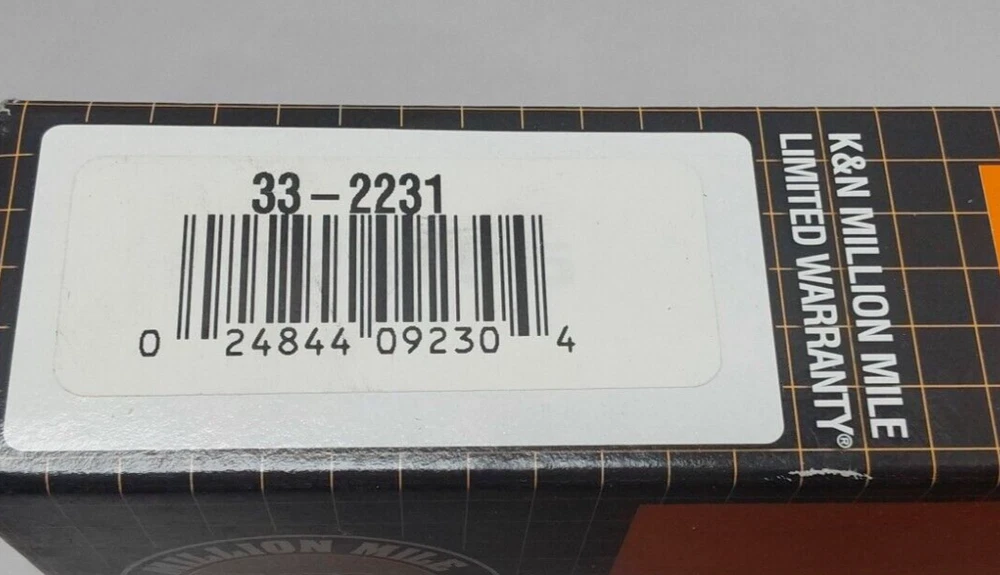 33-2231
0 24844 09230 4
K&N MILLION MILE
LIMITED WARRANTY®
MILLION MILE